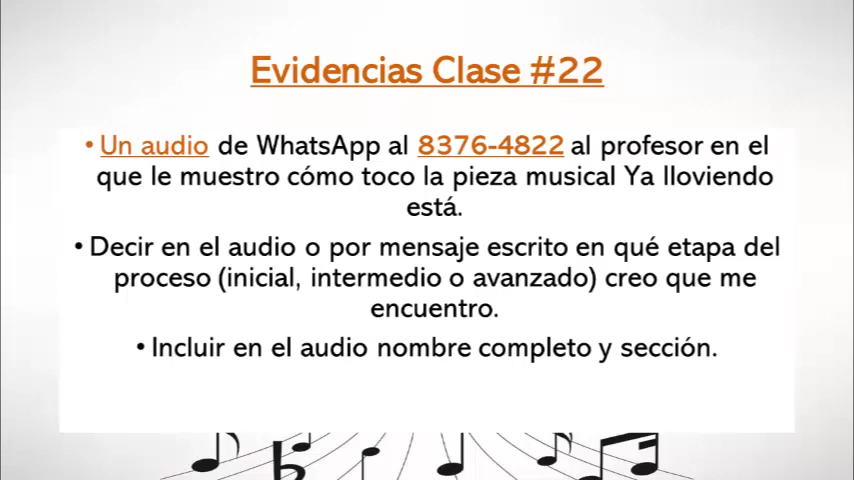 Evidencias Clase #22
• Un audio de WhatsApp al 8376-4822 al profesor en el
que le muestro cómo toco la pieza musical Ya lloviendo
está.
• Decir en el audio o por mensaje escrito en qué etapa del
proceso (inicial, intermedio o avanzado) creo que me
encuentro.
• Incluir en el audio nombre completo y sección.